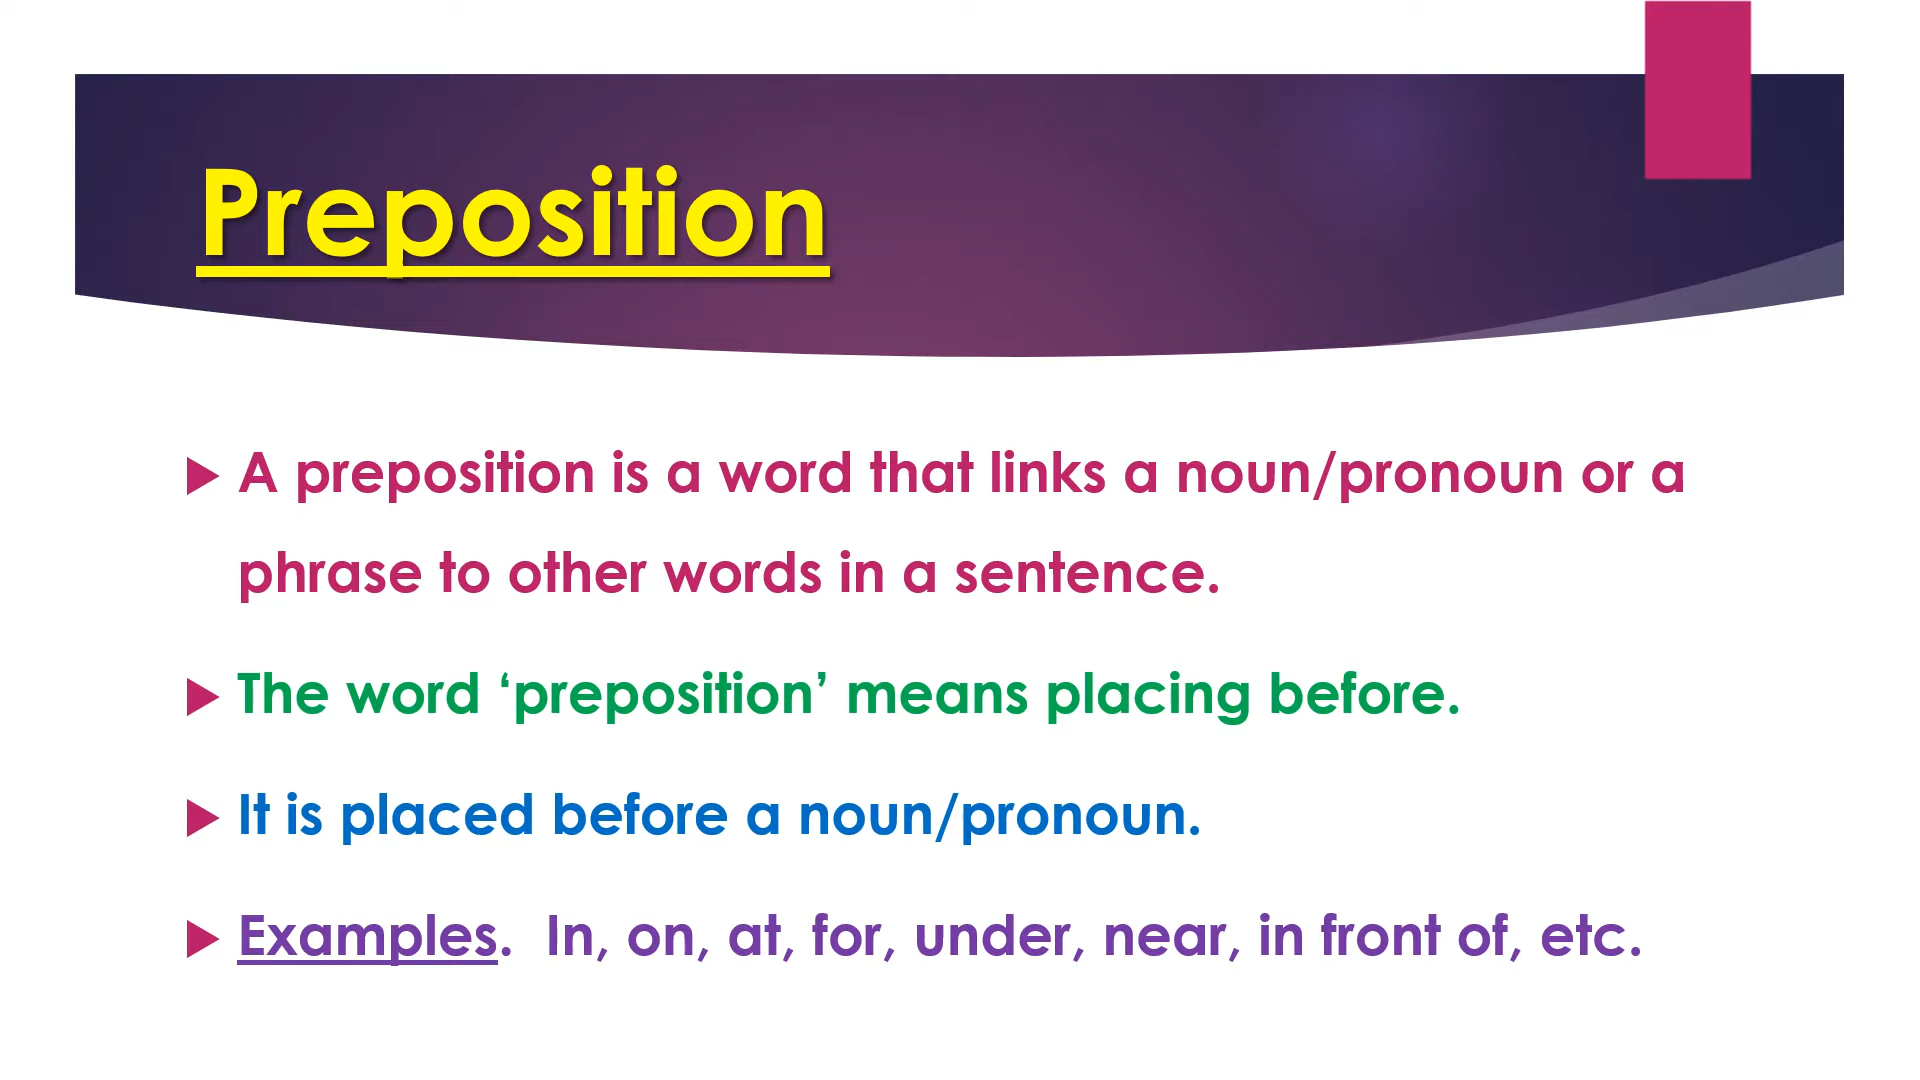 Preposition
A preposition is a word that links a noun/pronoun or a
phrase to other words in a sentence.
The word ‘preposition’ means placing before.
It is placed before a noun/pronoun.
Examples.  In, on, at, for, under, near, in front of, etc.